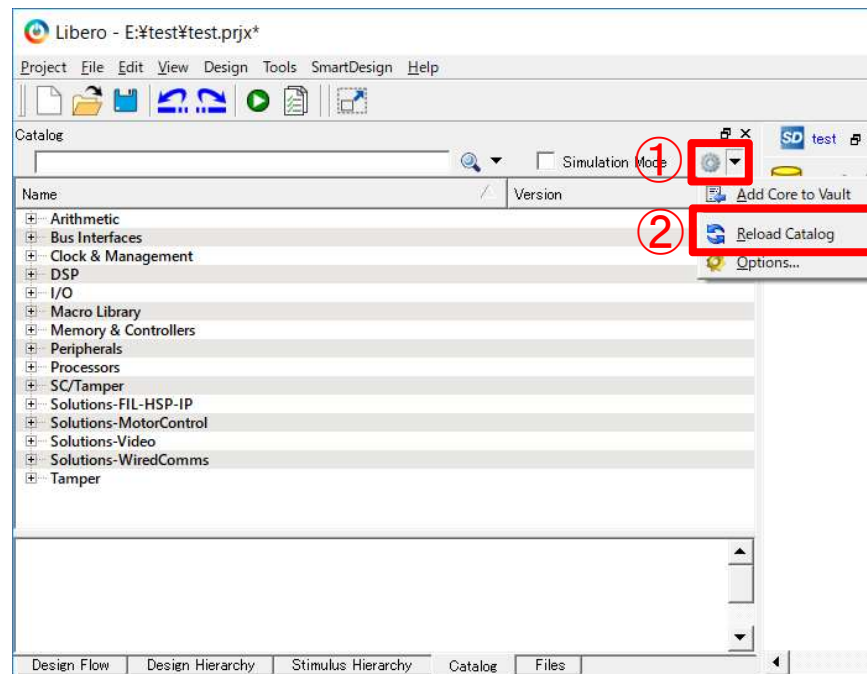 Libero - E:¥test¥test.prjx*
Project File Edit View Design Tools SmartDesign Help
Catalog
SD test
Simulation Mode ①
Name Version
Add Core to Vault
② Reload Catalog
Options...
Arithmetic
Bus Interfaces
Clock & Management
DSP
I/O
Macro Library
Memory & Controllers
Peripherals
Processors
SC/Tamper
Solutions-FIL-HSP-IP
Solutions-MotorControl
Solutions-Video
Solutions-WiredComms
Tamper
Design Flow Design Hierarchy Stimulus Hierarchy Catalog Files